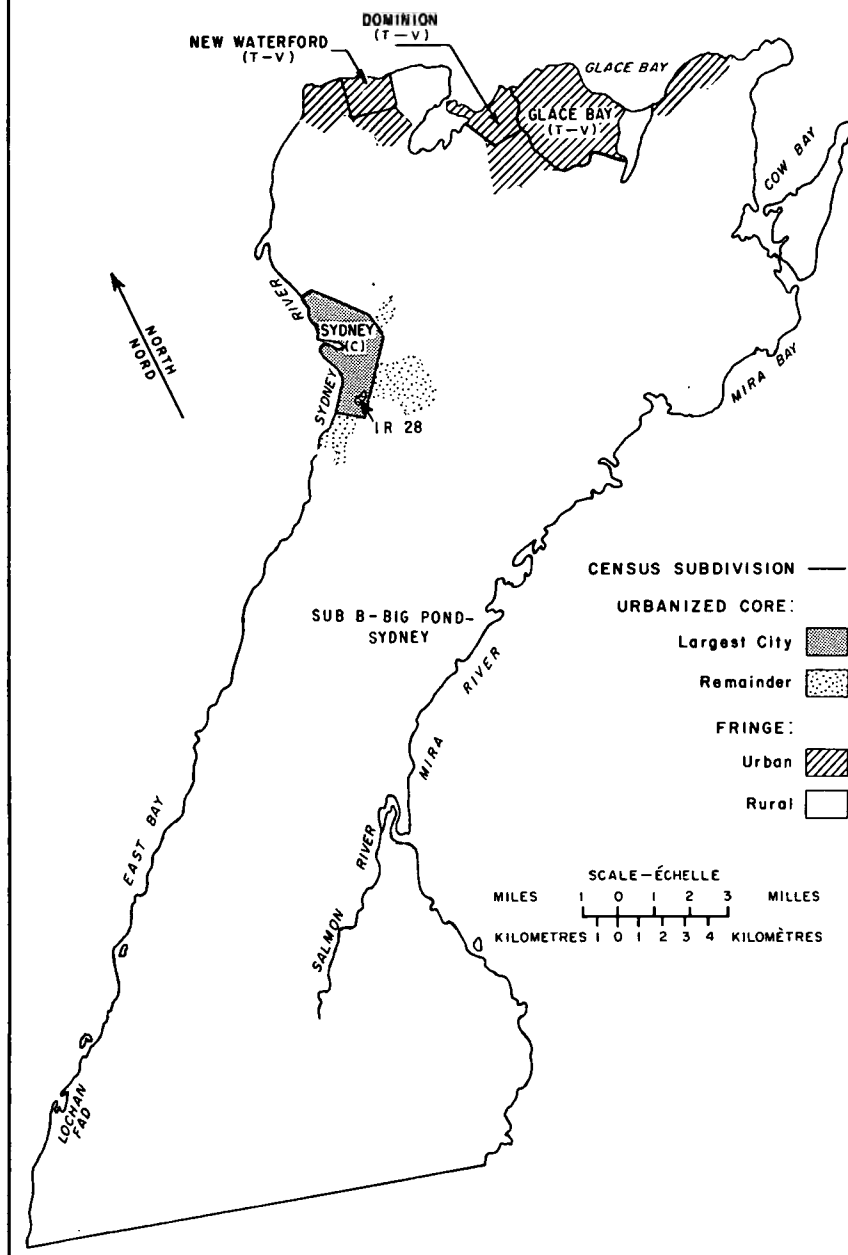 DOMINION
(T-V)
NEW WATERFORD
(T-V)
GLACE BAY
GLACE BAY
(T-V)
COW BAY
NORTH
NORD
RIVER
SYDNEY
(C)
SYDNEY
IR 28
MIRA BAY
CENSUS SUBDIVISION
URBANIZED CORE:
Largest City
Remainder
FRINGE:
Urban
Rural
SUB B-BIG POND-
SYDNEY
RIVER
MIRA
EAST BAY
RIVER
SALMON
SCALE-ÉCHELLE
MILES 1 0 1 2 3 MILLES
KILOMETRES 1 0 1 2 3 4 KILOMÈTRES
LOCHAN
FAD